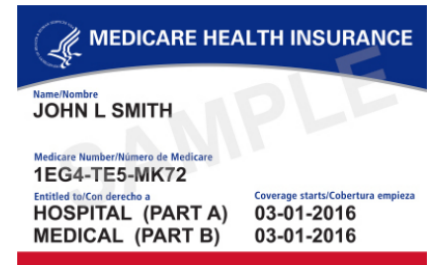 MEDICARE HEALTH INSURANCE
Name/Nombre
JOHN L SMITH
Medicare Number/Número de Medicare
1EG4-TE5-MK72
Entitled to/Con derecho a
Coverage starts/Cobertura empieza
HOSPITAL (PART A) 03-01-2016
MEDICAL (PART B) 03-01-2016
SAMPLE